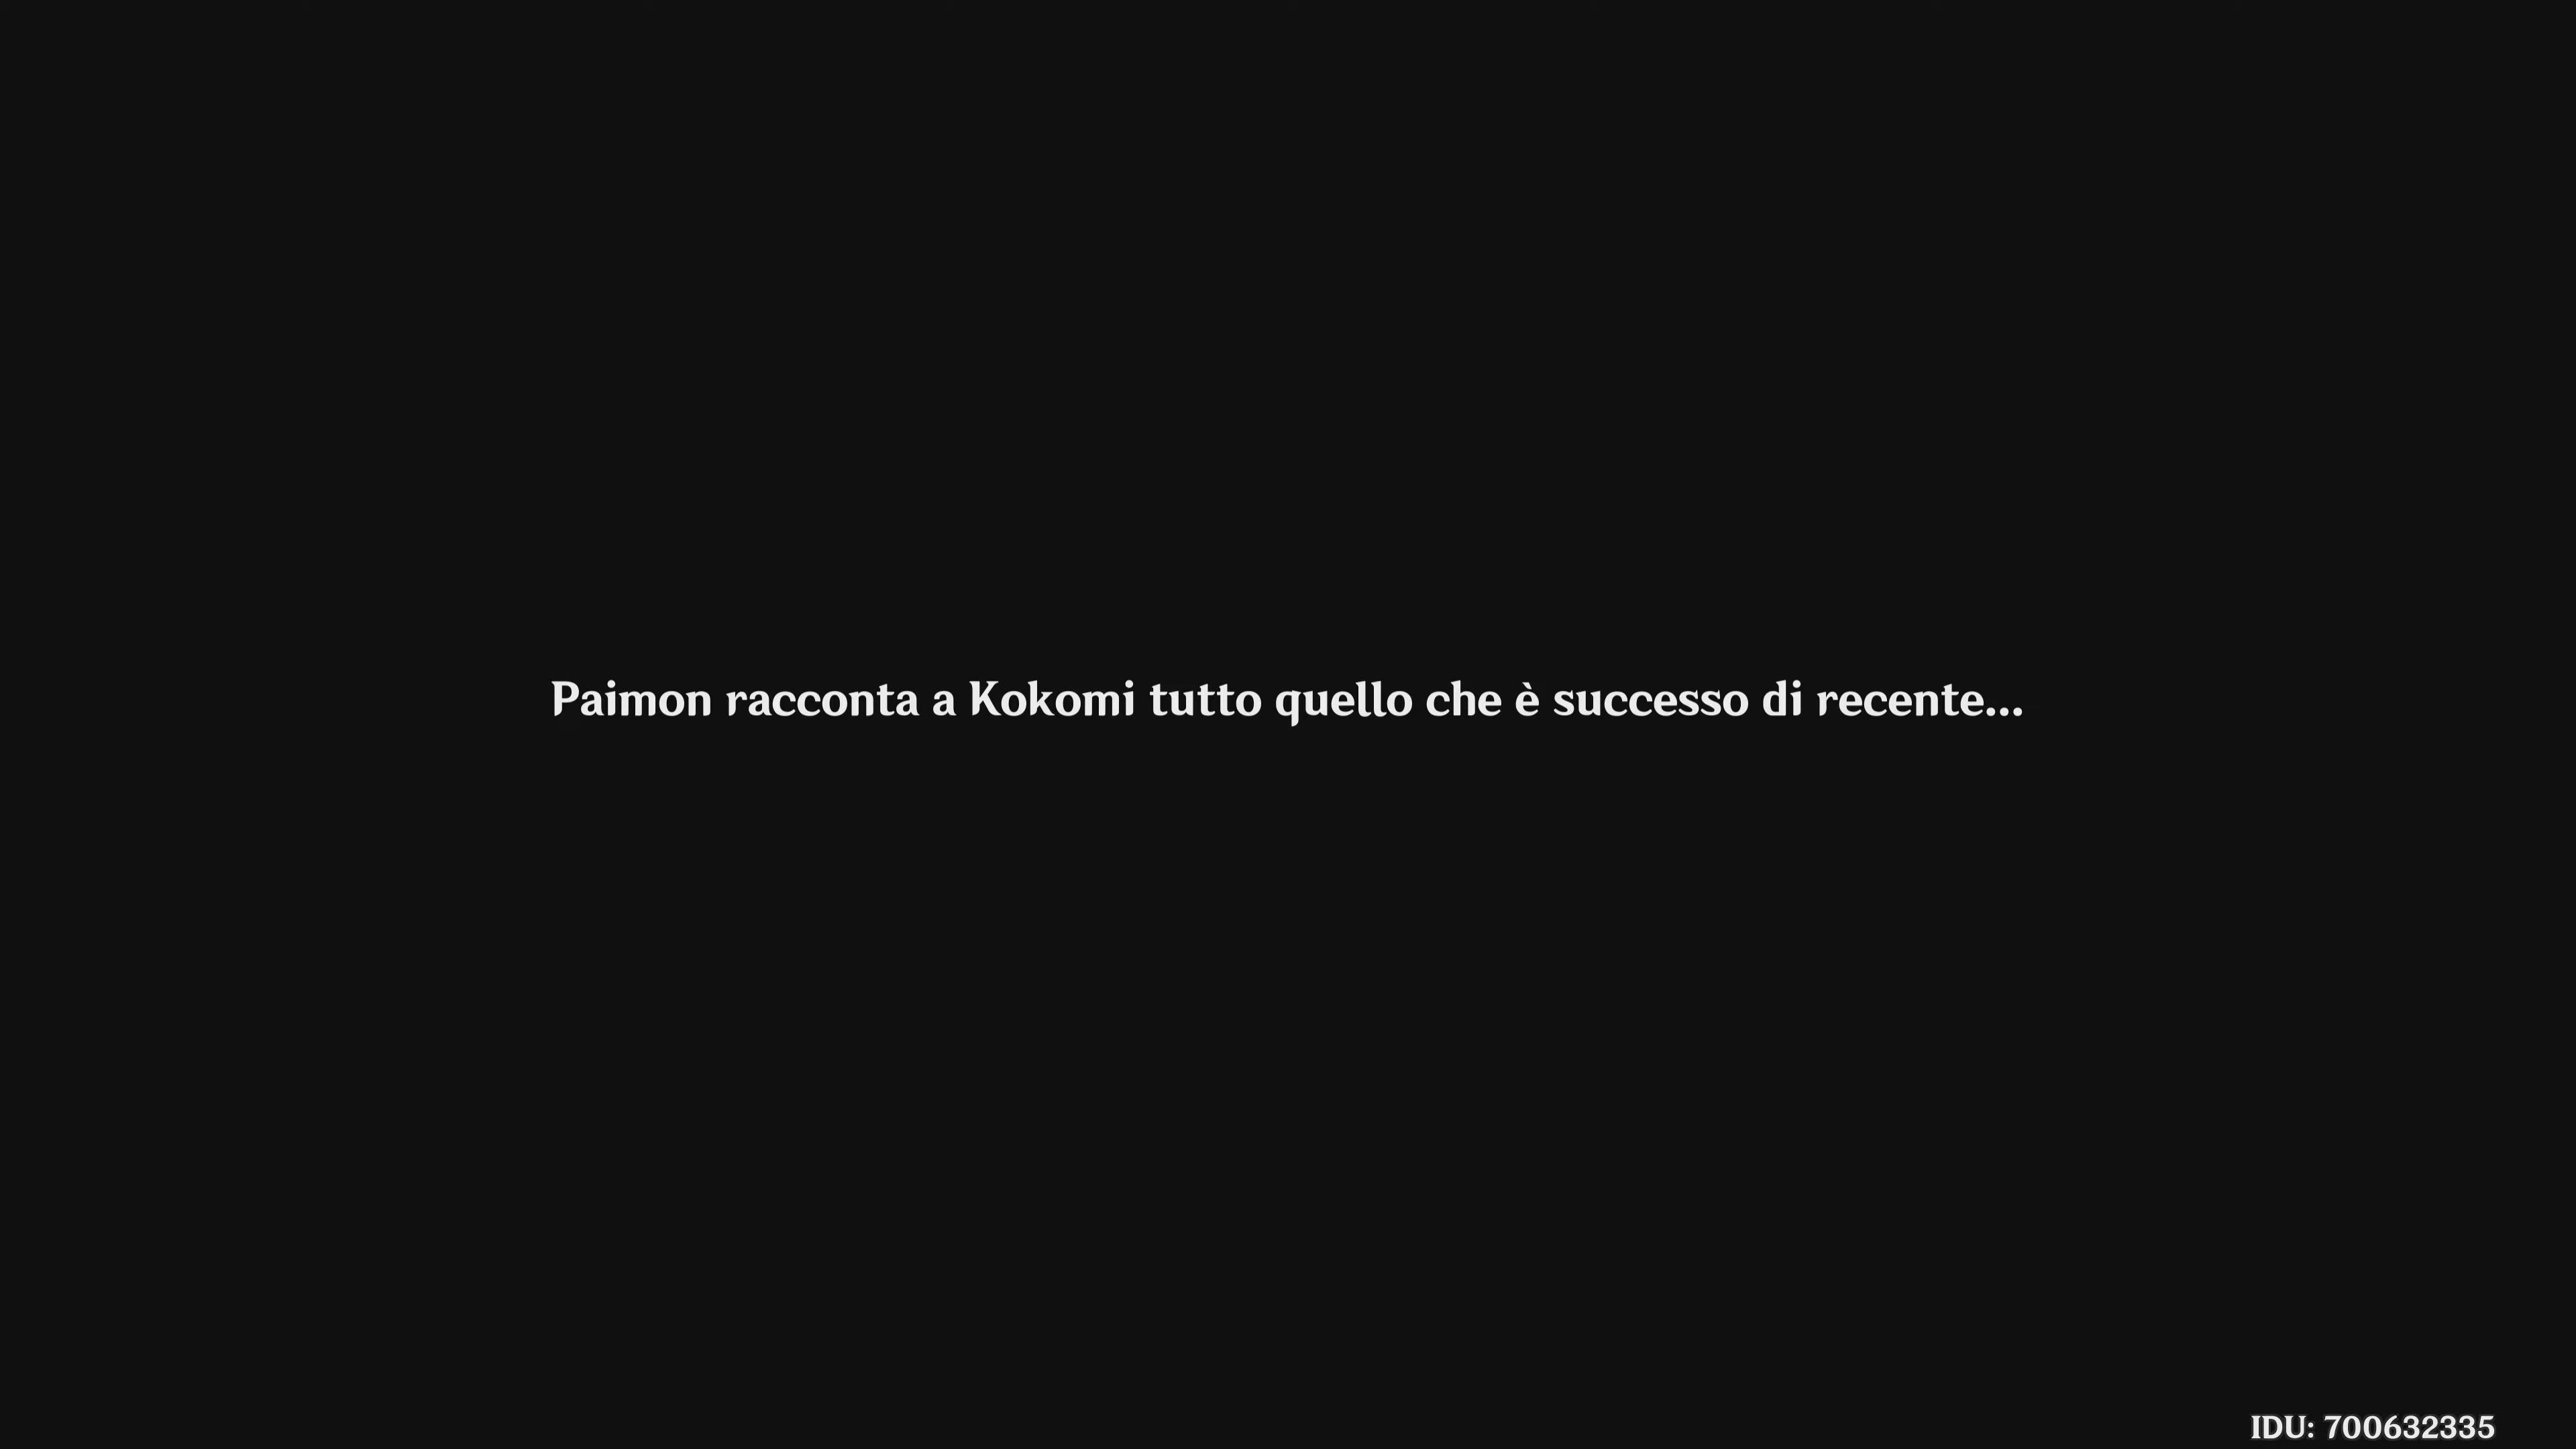 Paimon racconta a Kokomi tutto quello che è successo di recente...
IDU: 700632335